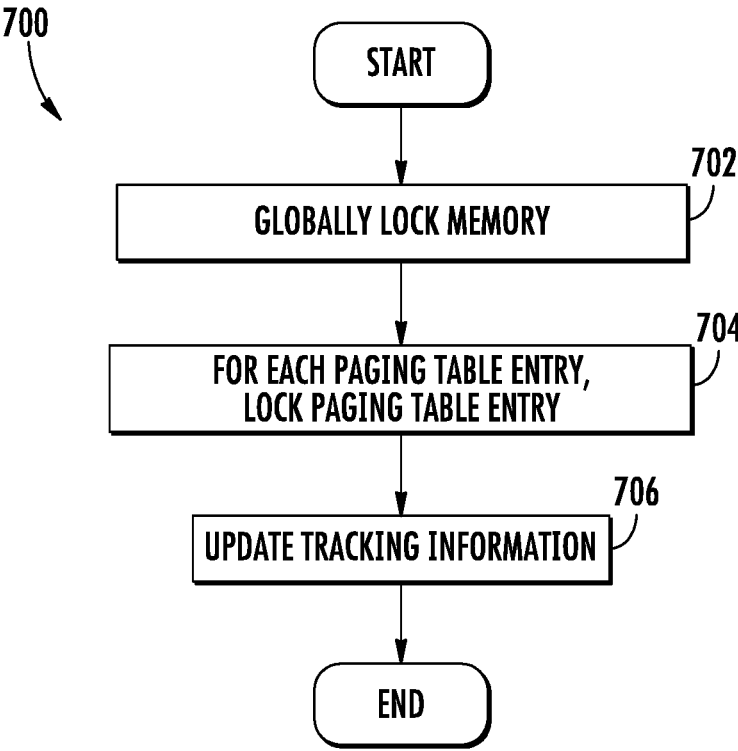 700
START
702
GLOBALLY LOCK MEMORY
704
FOR EACH PAGING TABLE ENTRY,
LOCK PAGING TABLE ENTRY
706
UPDATE TRACKING INFORMATION
END